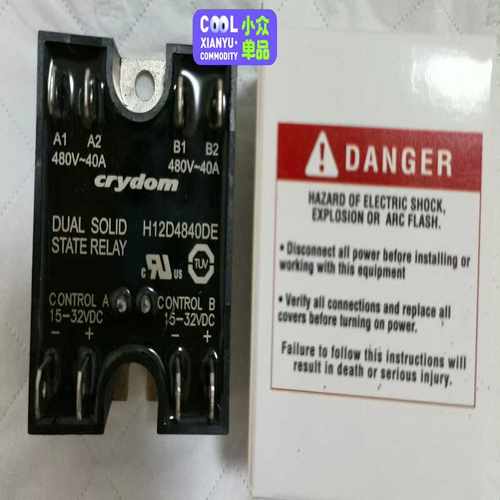 COOL 小众
XIANYU· 单品
COMMODITY
A1 A2 B1 B2
480V~40A 480V~40A
crydom
DUAL SOLID H12D4840DE
STATE RELAY
c RU us TUV
CONTROL A CONTROL B
15-32VDC 15-32VDC
− + − +
DANGER
HAZARD OF ELECTRIC SHOCK,
EXPLOSION OR ARC FLASH.
• Disconnect all power before installing or
working with this equipment
• Verify all connections and replace all
covers before turning on power.
Failure to follow this instructions will
result in death or serious injury.